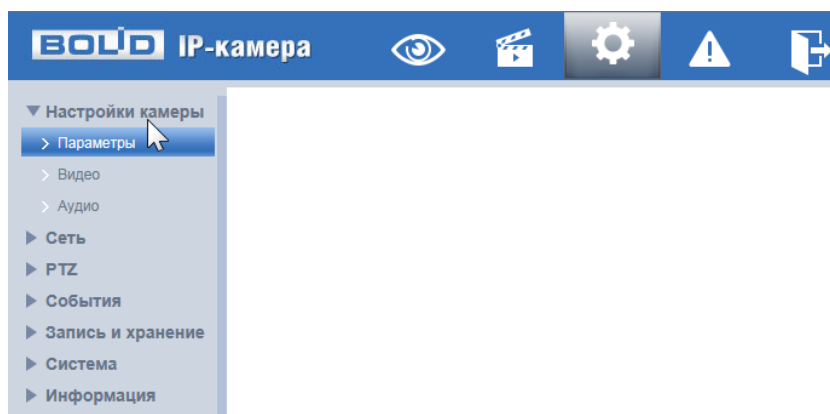 BOLID IP-камера
Настройки камеры
Параметры
Видео
Аудио
Сеть
PTZ
События
Запись и хранение
Система
Информация